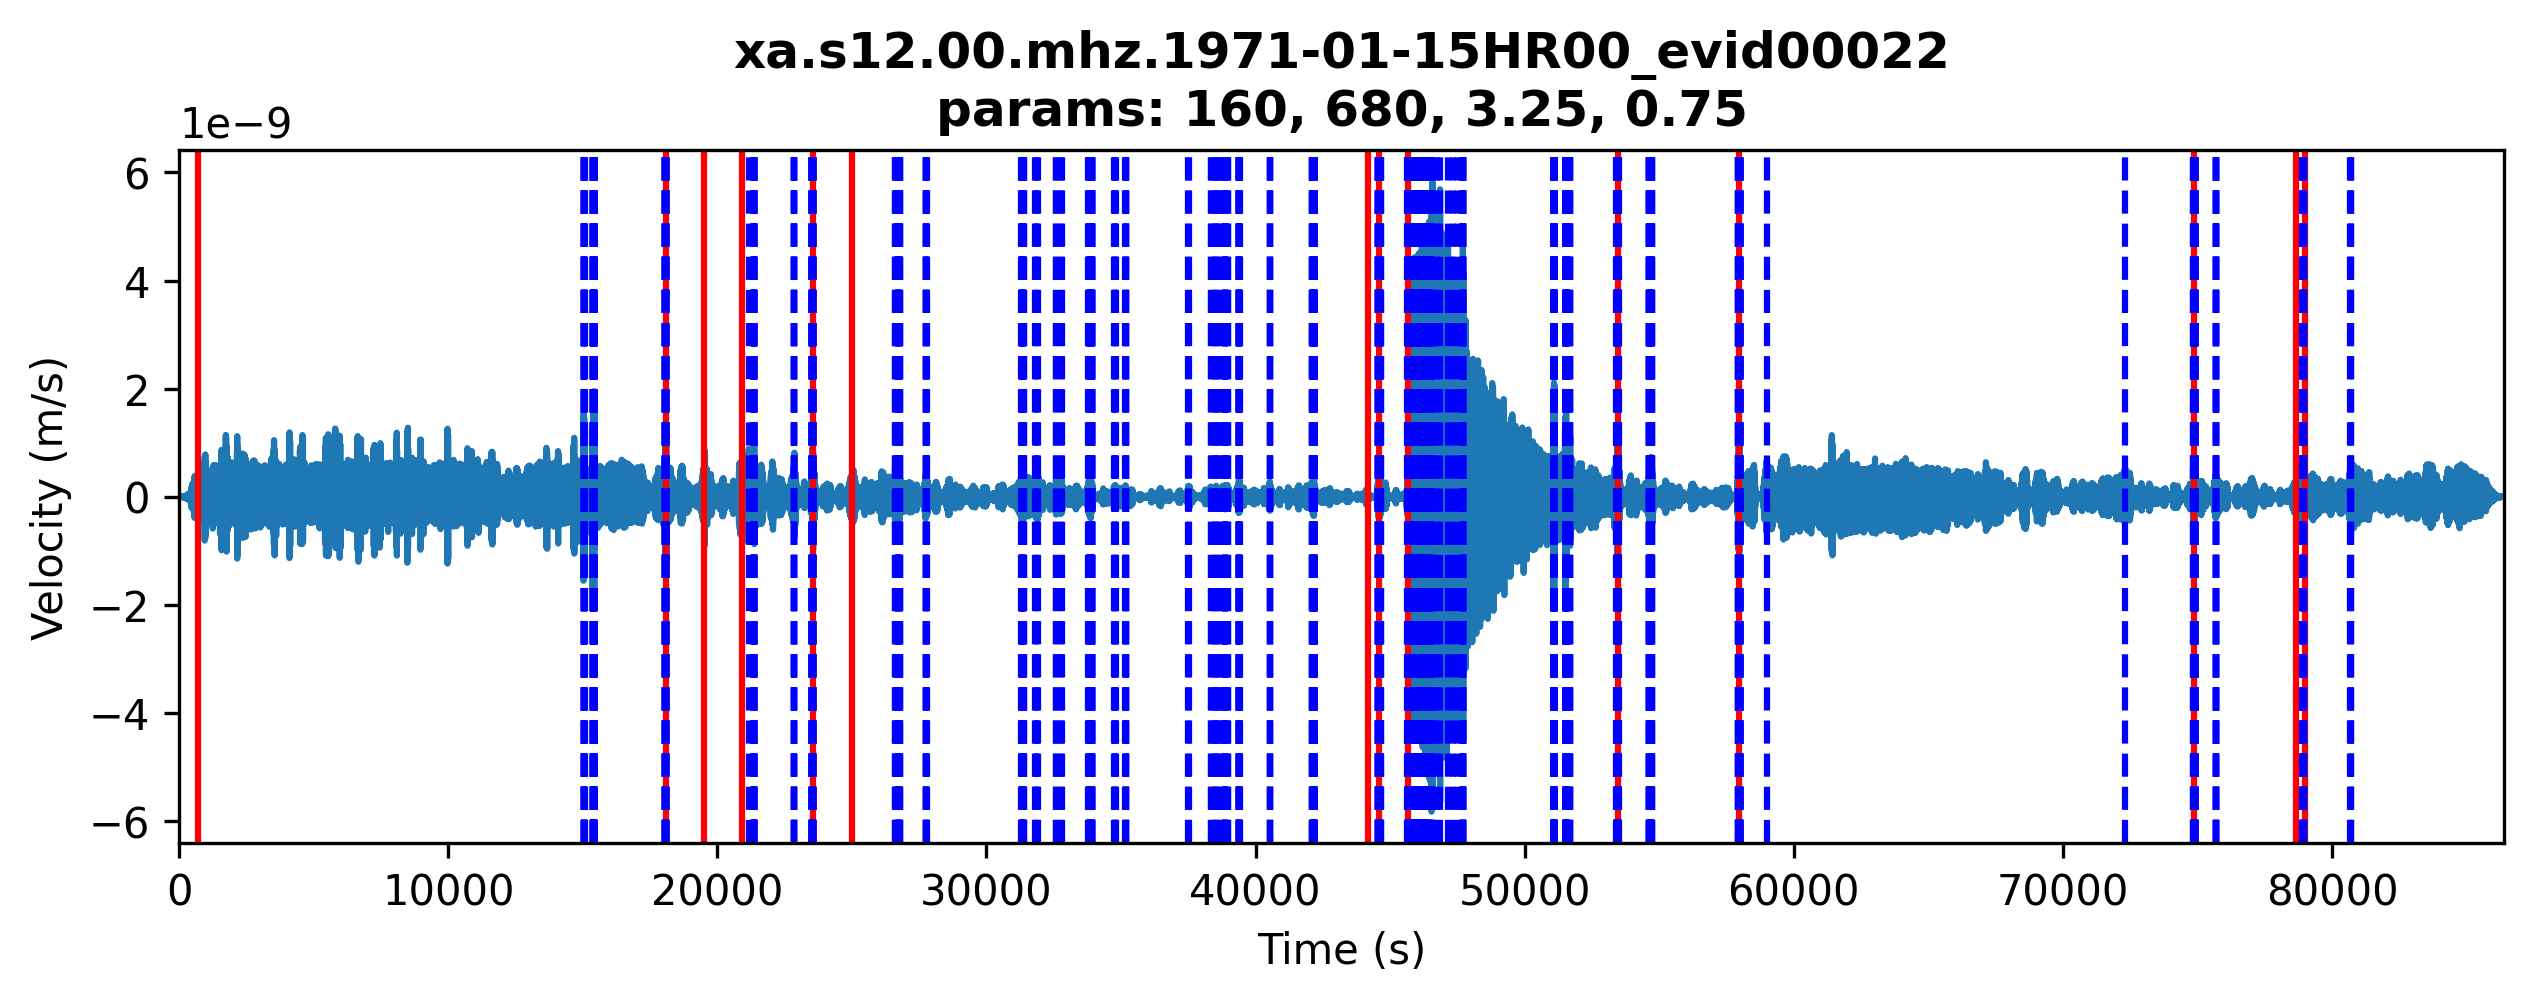 xa.s12.00.mhz.1971-01-15HR00_evid00022
params: 160, 680, 3.25, 0.75
1e−9
6
4
2
0
−2
−4
−6
Velocity (m/s)
0 10000 20000 30000 40000 50000 60000 70000 80000
Time (s)